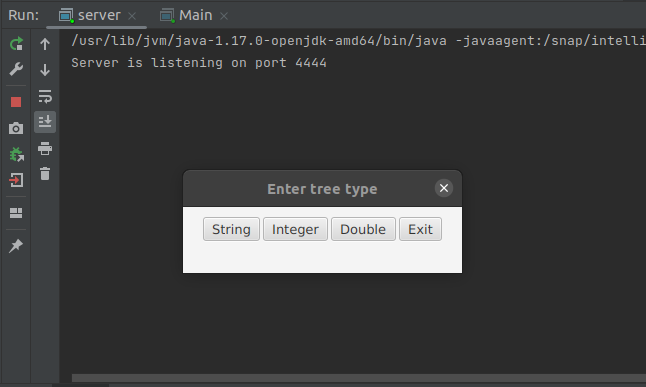 Run: server Main
/usr/lib/jvm/java-1.17.0-openjdk-amd64/bin/java -javaagent:/snap/intelli
Server is listening on port 4444
Enter tree type
String Integer Double Exit